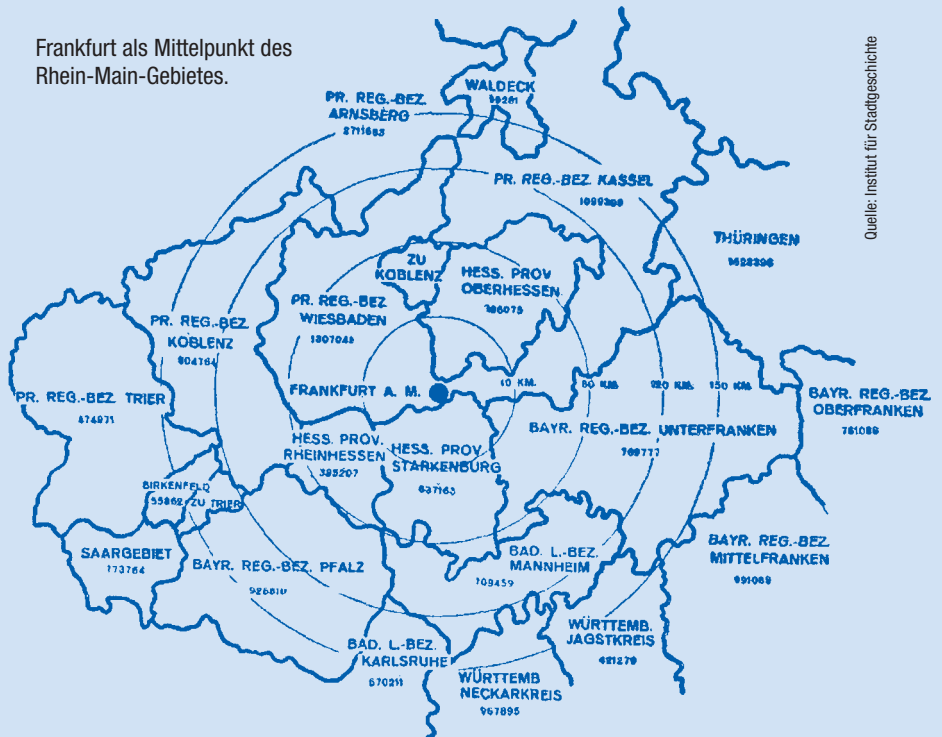 Frankfurt als Mittelpunkt des
Rhein-Main-Gebietes.
Quelle: Institut für Stadtgeschichte
WALDECK
PR. REG.-BEZ.
ARNSBERG
PR. REG.-BEZ. KASSEL
THÜRINGEN
ZU
KOBLENZ
HESS. PROV
OBERHESSEN
PR. REG.-BEZ.
WIESBADEN
PR. REG.-BEZ.
KOBLENZ
FRANKFURT A. M.
KM.
KM.
KM.
150 KM.
PR. REG.-BEZ. TRIER
BAYR. REG.-BEZ.
OBERFRANKEN
BAYR. REG.-BEZ. UNTERFRANKEN
HESS. PROV.
RHEINHESSEN
HESS. PROV.
STARKENBURG
BIRKENFELD
55862
ZU TRIER
SAARGEBIET
773764
BAYR. REG.-BEZ. PFALZ
BAD. L.-BEZ.
MANNHEIM
709459
BAYR. REG.-BEZ.
MITTELFRANKEN
WÜRTTEMB.
JAGSTKREIS
BAD. L.-BEZ.
KARLSRUHE
WÜRTTEMB
NECKARKREIS
967895